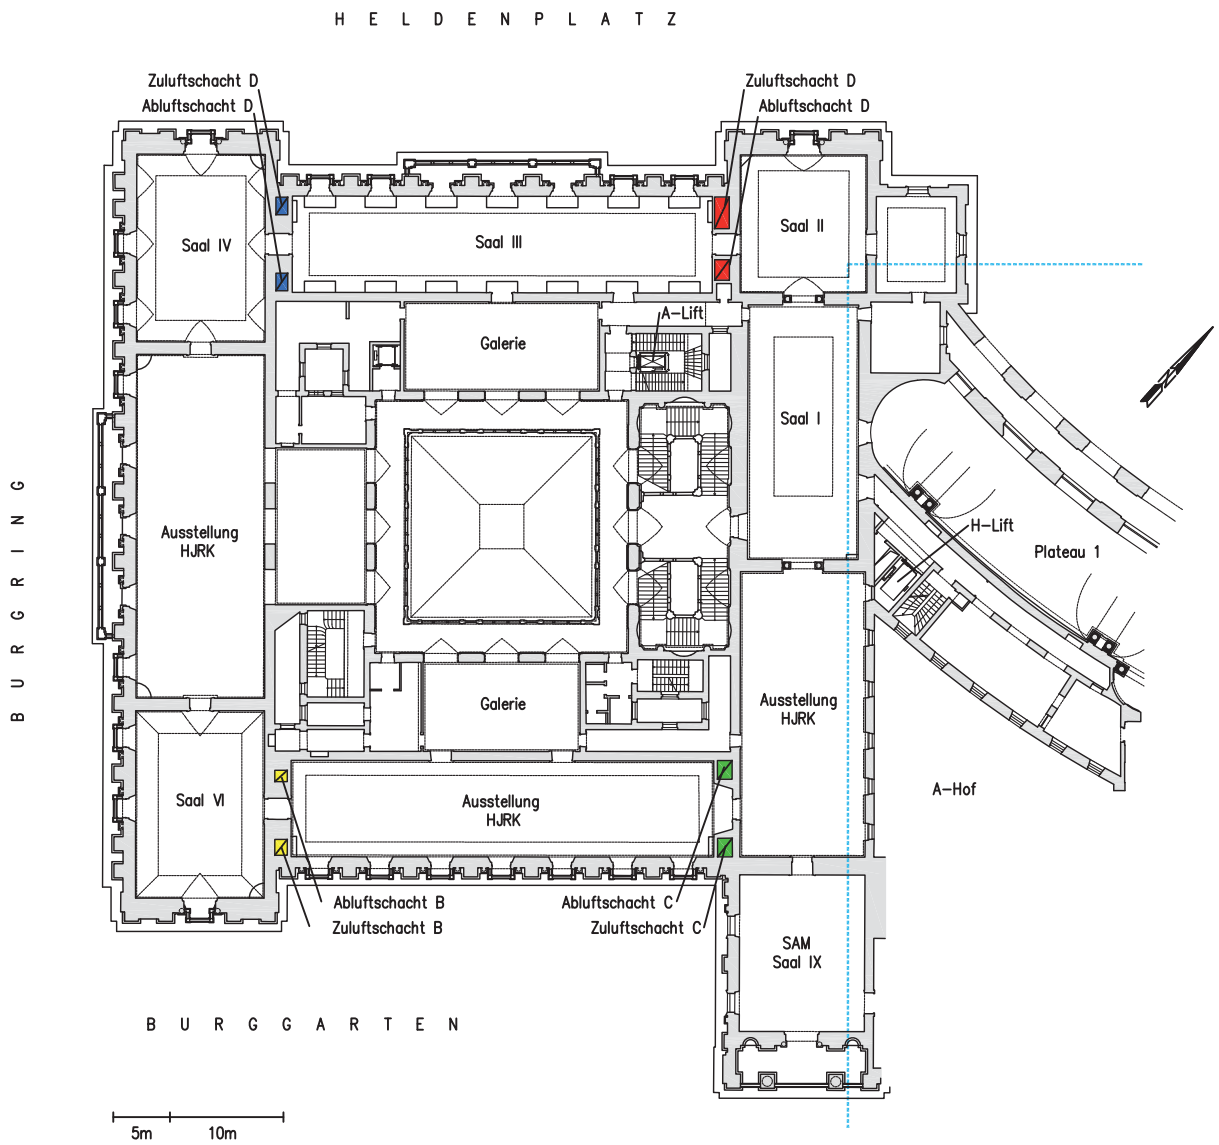 H E L D E N P L A T Z
Zuluftschacht D
Abluftschacht D
Zuluftschacht D
Abluftschacht D
Saal IV
Saal III
Saal II
A-Lift
Galerie
Saal I
N
B U R G R I N G
Ausstellung
HJRK
H-Lift
Plateau 1
Galerie
Ausstellung
HJRK
Saal VI
Ausstellung
HJRK
A-Hof
Abluftschacht B
Zuluftschacht B
Abluftschacht C
Zuluftschacht C
SAM
Saal IX
B U R G G A R T E N
5m 10m